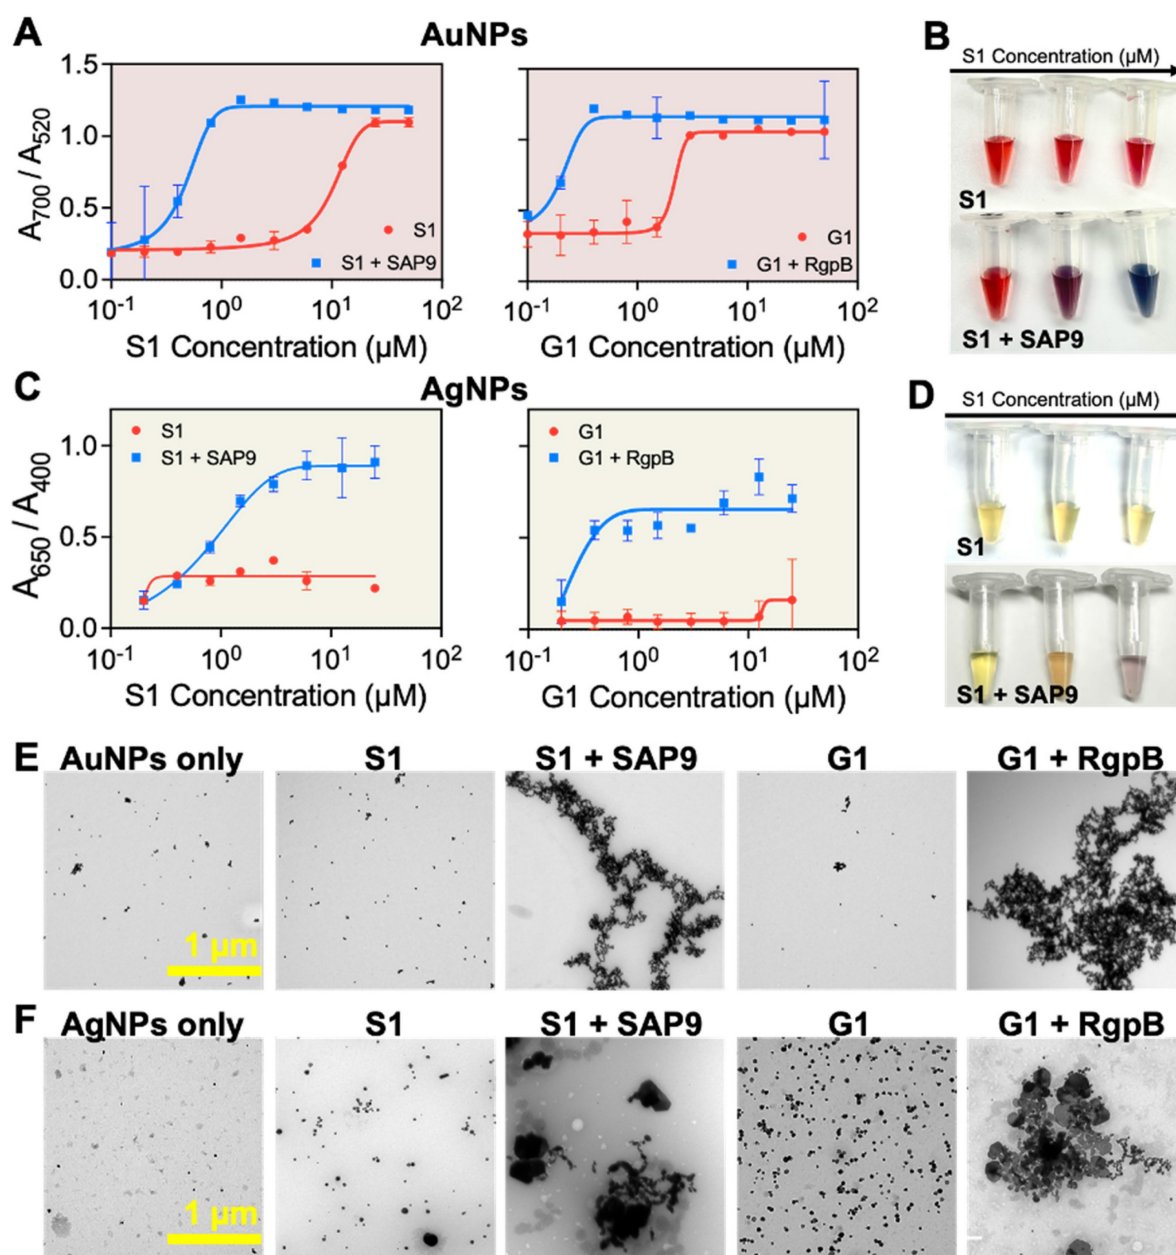 A
AuNPs
B
1.5
1.0
0.5
0.0
A700 / A520
S1
S1 + SAP9
10⁻¹ 10⁰ 10¹ 10²
S1 Concentration (µM)
G1
G1 + RgpB
10⁻¹ 10⁰ 10¹ 10²
G1 Concentration (µM)
S1 Concentration (µM)
S1
S1 + SAP9
C
AgNPs
D
1.0
0.5
0.0
A650 / A400
S1
S1 + SAP9
10⁻¹ 10⁰ 10¹ 10²
S1 Concentration (µM)
G1
G1 + RgpB
10⁻¹ 10⁰ 10¹ 10²
G1 Concentration (µM)
S1 Concentration (µM)
S1
S1 + SAP9
E AuNPs only S1 S1 + SAP9 G1 G1 + RgpB
1 µm
F AgNPs only S1 S1 + SAP9 G1 G1 + RgpB
1 µm